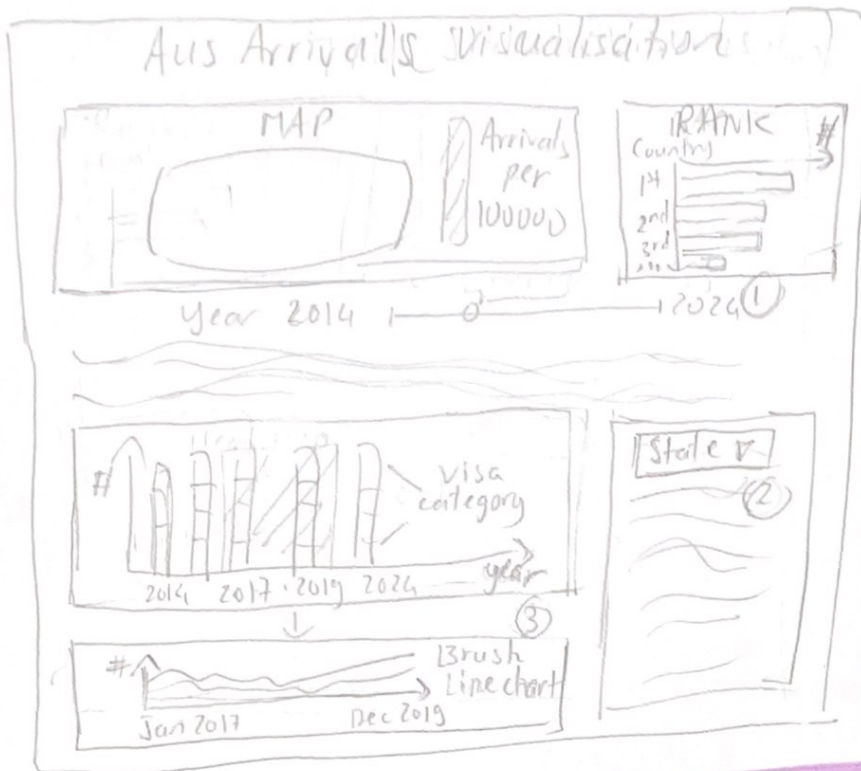 Aus Arrivals Visualisation
MAP
Arrivals
per
100000
RANK
#
Country
1st
2nd
3rd
...
Year 2014
2024
1
#
Visa
category
2014 2017 2019 2024
year
3
State
2
#
Brush
Line chart
Jan 2017
Dec 2019